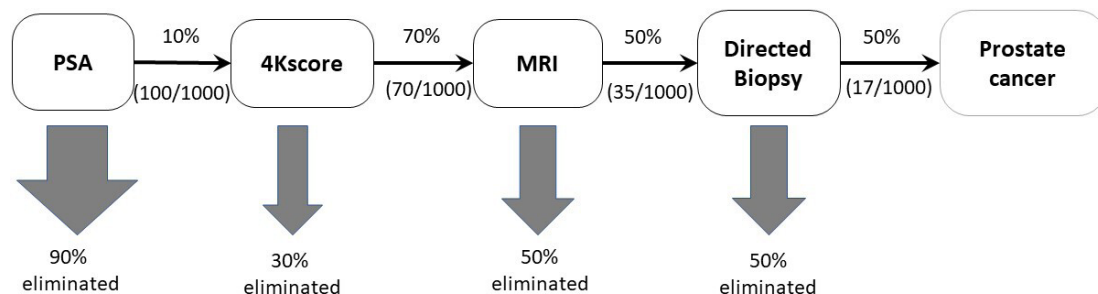 PSA
10%
(100/1000)
4Kscore
70%
(70/1000)
MRI
50%
(35/1000)
Directed
Biopsy
50%
(17/1000)
Prostate
cancer
90%
eliminated
30%
eliminated
50%
eliminated
50%
eliminated